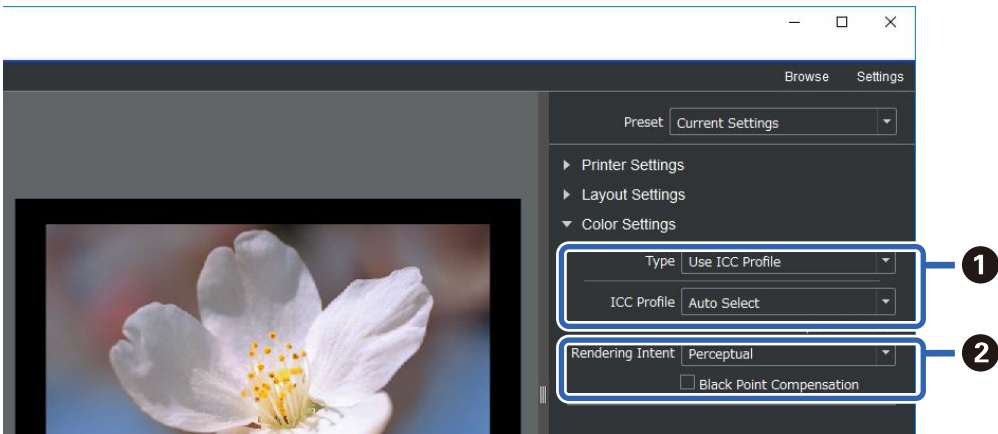 Browse Settings
Preset Current Settings
Printer Settings
Layout Settings
Color Settings
Type Use ICC Profile
1
ICC Profile Auto Select
Rendering Intent Perceptual
2
Black Point Compensation